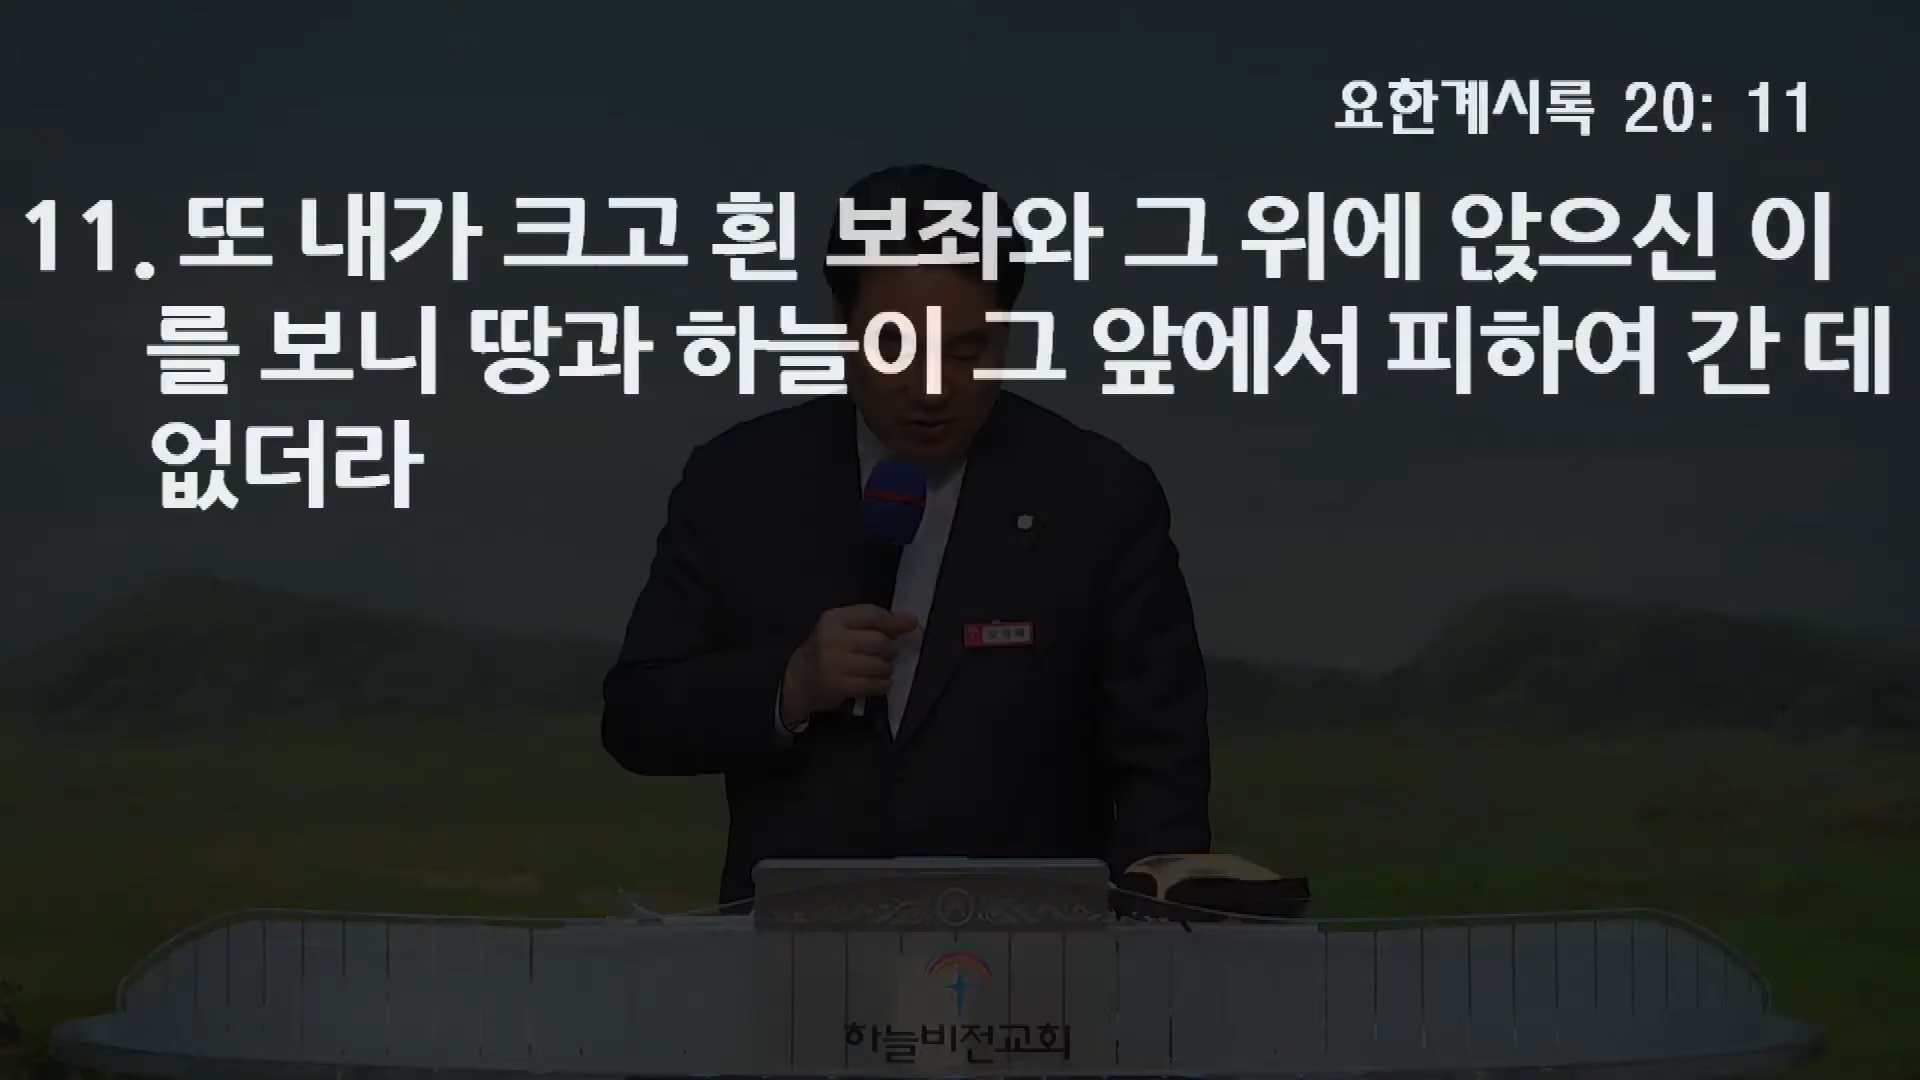 요한계시록 20: 11
11. 또 내가 크고 흰 보좌와 그 위에 앉으신 이
를 보니 땅과 하늘이 그 앞에서 피하여 간 데
없더라
하늘비전교회